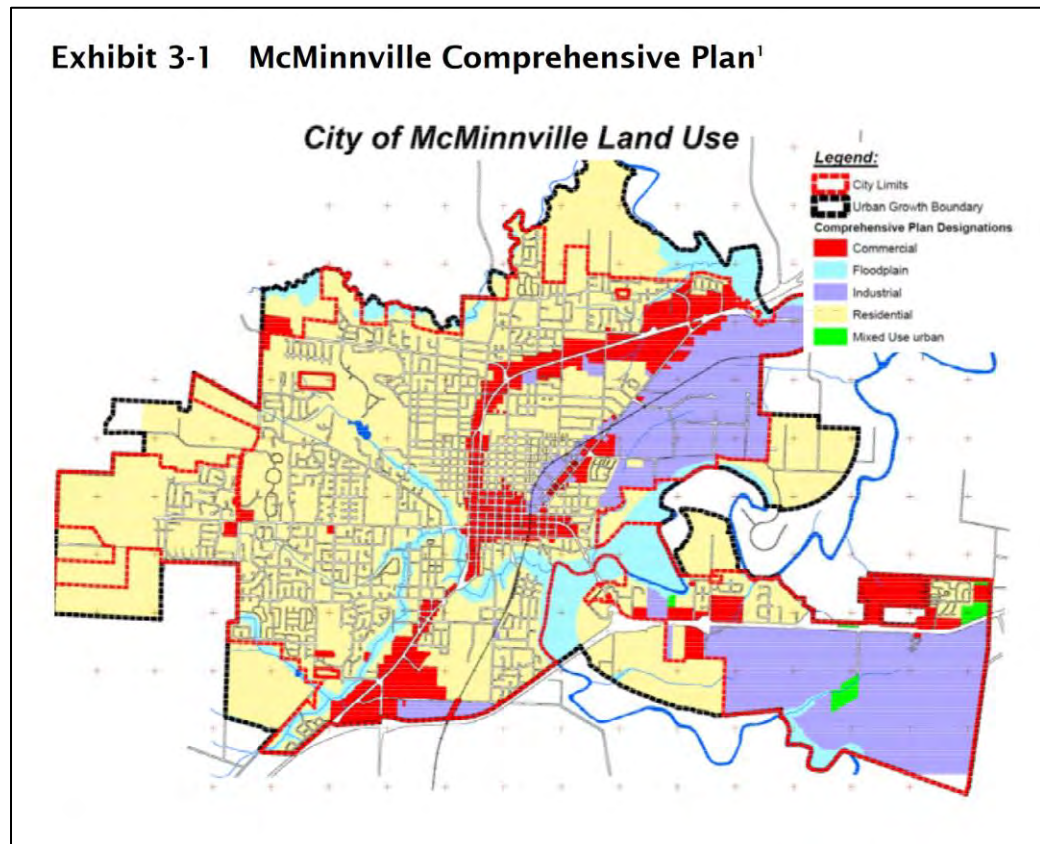 Exhibit 3-1 McMinnville Comprehensive Plan¹
City of McMinnville Land Use
Legend:
City Limits
Urban Growth Boundary
Comprehensive Plan Designations
Commercial
Floodplain
Industrial
Residential
Mixed Use urban